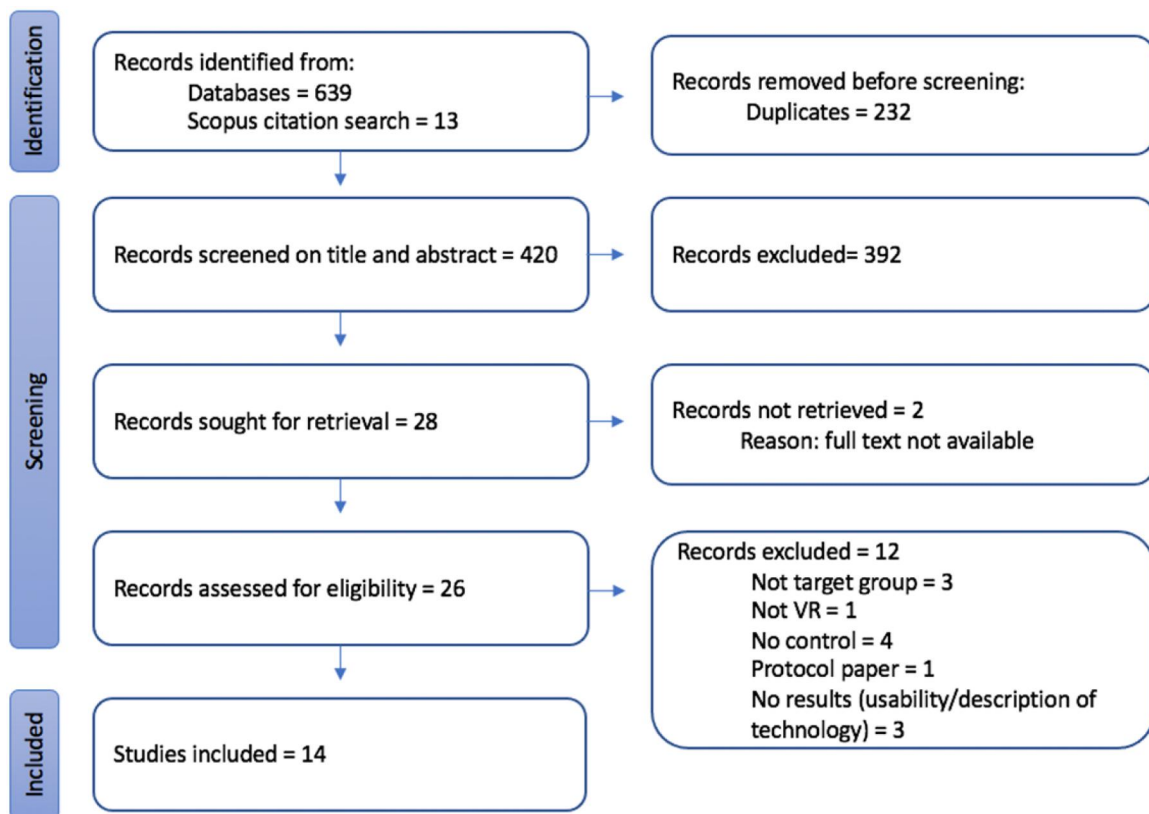 Identification
Records identified from:
Databases = 639
Scopus citation search = 13
Records removed before screening:
Duplicates = 232
Screening
Records screened on title and abstract = 420
Records excluded= 392
Records sought for retrieval = 28
Records not retrieved = 2
Reason: full text not available
Records assessed for eligibility = 26
Records excluded = 12
Not target group = 3
Not VR = 1
No control = 4
Protocol paper = 1
No results (usability/description of
technology) = 3
Included
Studies included = 14